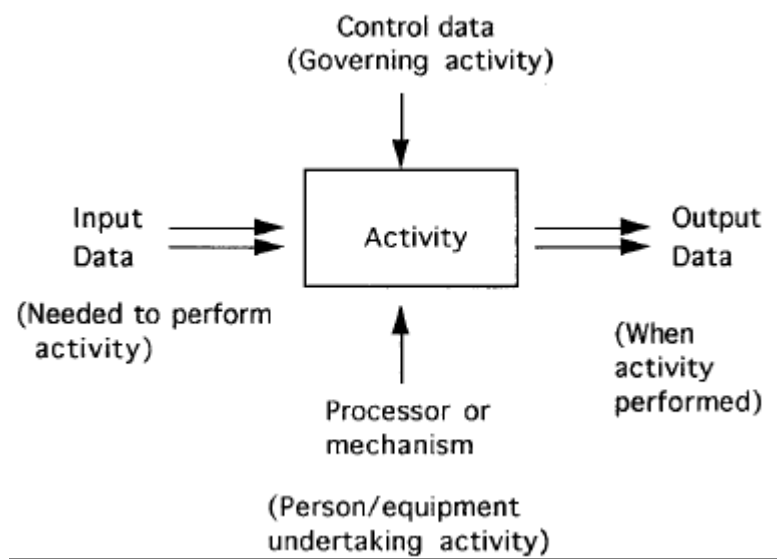 Control data
(Governing activity)
Input
Data
(Needed to perform
activity)
Activity
Output
Data
(When
activity
performed)
Processor or
mechanism
(Person/equipment
undertaking activity)